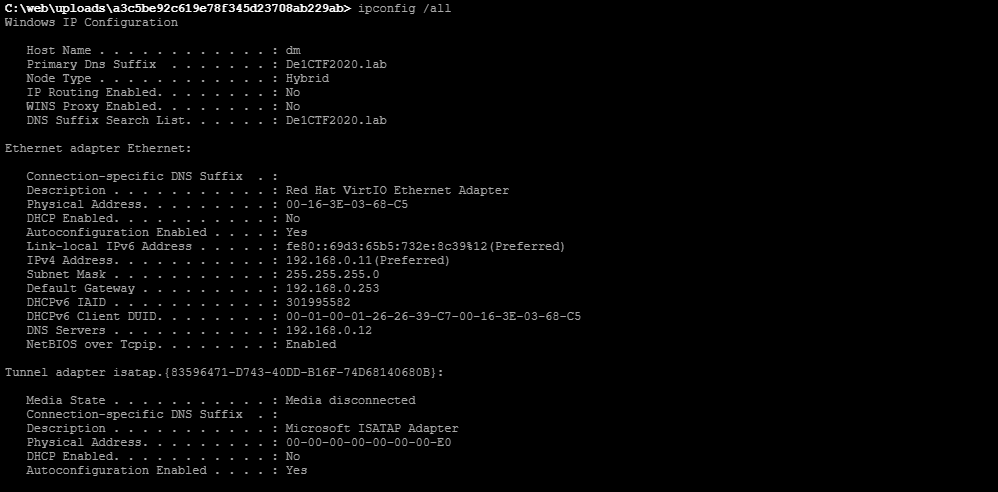 C:\web\uploads\a3c5be92c619e78f345d23708ab229ab> ipconfig /all
Windows IP Configuration
Host Name . . . . . . . . . . . . : dm
Primary Dns Suffix  . . . . . . . : De1CTF2020.lab
Node Type . . . . . . . . . . . . : Hybrid
IP Routing Enabled. . . . . . . . : No
WINS Proxy Enabled. . . . . . . . : No
DNS Suffix Search List. . . . . . : De1CTF2020.lab
Ethernet adapter Ethernet:
Connection-specific DNS Suffix  . :
Description . . . . . . . . . . . : Red Hat VirtIO Ethernet Adapter
Physical Address. . . . . . . . . : 00-16-3E-03-68-C5
DHCP Enabled. . . . . . . . . . . : No
Autoconfiguration Enabled . . . . : Yes
Link-local IPv6 Address . . . . . : fe80::69d3:65b5:732e:8c39%12(Preferred)
IPv4 Address. . . . . . . . . . . : 192.168.0.11(Preferred)
Subnet Mask . . . . . . . . . . . : 255.255.255.0
Default Gateway . . . . . . . . . : 192.168.0.253
DHCPv6 IAID . . . . . . . . . . . : 301995582
DHCPv6 Client DUID. . . . . . . . : 00-01-00-01-26-26-39-C7-00-16-3E-03-68-C5
DNS Servers . . . . . . . . . . . : 192.168.0.12
NetBIOS over Tcpip. . . . . . . . : Enabled
Tunnel adapter isatap.{83596471-D743-40DD-B16F-74D68140680B}:
Media State . . . . . . . . . . . : Media disconnected
Connection-specific DNS Suffix  . :
Description . . . . . . . . . . . : Microsoft ISATAP Adapter
Physical Address. . . . . . . . . : 00-00-00-00-00-00-00-E0
DHCP Enabled. . . . . . . . . . . : No
Autoconfiguration Enabled . . . . : Yes